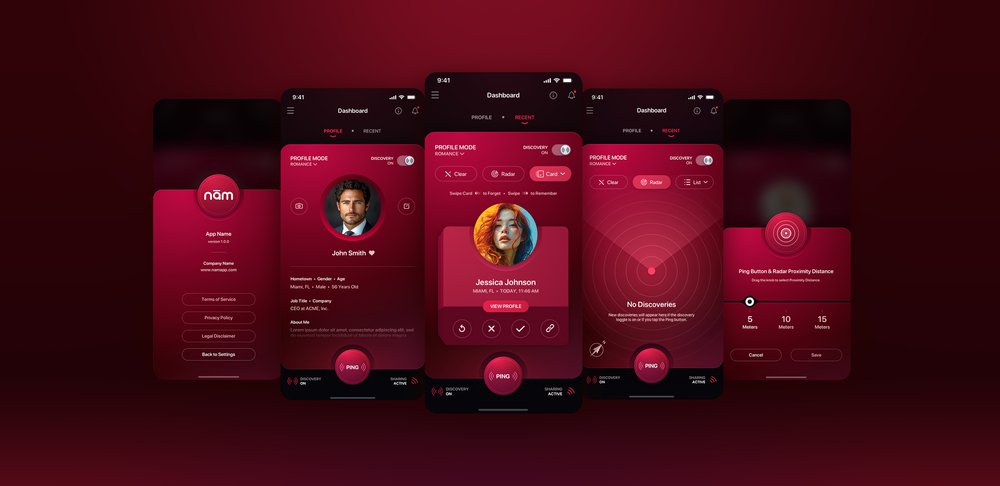 nām
App Name
version 1.0.0
Company Name
www.namapp.com
Terms of Service
Privacy Policy
Legal Disclaimer
Back to Settings
9:41
Dashboard
PROFILE • RECENT
PROFILE MODE
ROMANCE
DISCOVERY
ON
John Smith
Hometown • Gender • Age
Miami, FL • Male • 56 Years Old
Job Title • Company
CEO at ACME, Inc.
About Me
Lorem ipsum dolor sit amet, consectetur adipiscing elit,
sed do eiusmod tempor incididunt ut labore et dolore magna
PING
DISCOVERY
ON
SHARING
ACTIVE
9:41
Dashboard
PROFILE • RECENT
PROFILE MODE
ROMANCE
DISCOVERY
ON
Clear
Radar
Card
Swipe Card to Forget • Swipe to Remember
Jessica Johnson
MIAMI, FL • TODAY, 11:46 AM
VIEW PROFILE
PING
DISCOVERY
ON
SHARING
ACTIVE
9:41
Dashboard
PROFILE • RECENT
PROFILE MODE
ROMANCE
DISCOVERY
ON
Clear
Radar
List
No Discoveries
New discoveries will appear here if the discovery
toggle is on or if you tap the Ping button.
N
PING
DISCOVERY
ON
SHARING
ACTIVE
Ping Button & Radar Proximity Distance
Drag the knob to select Proximity Distance
5
Meters
10
Meters
15
Meters
Cancel
Save